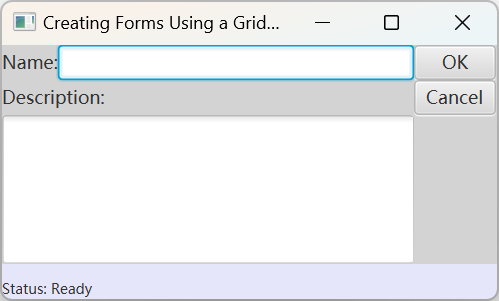 Creating Forms Using a Grid...
Name:
OK
Description:
Cancel
Status: Ready